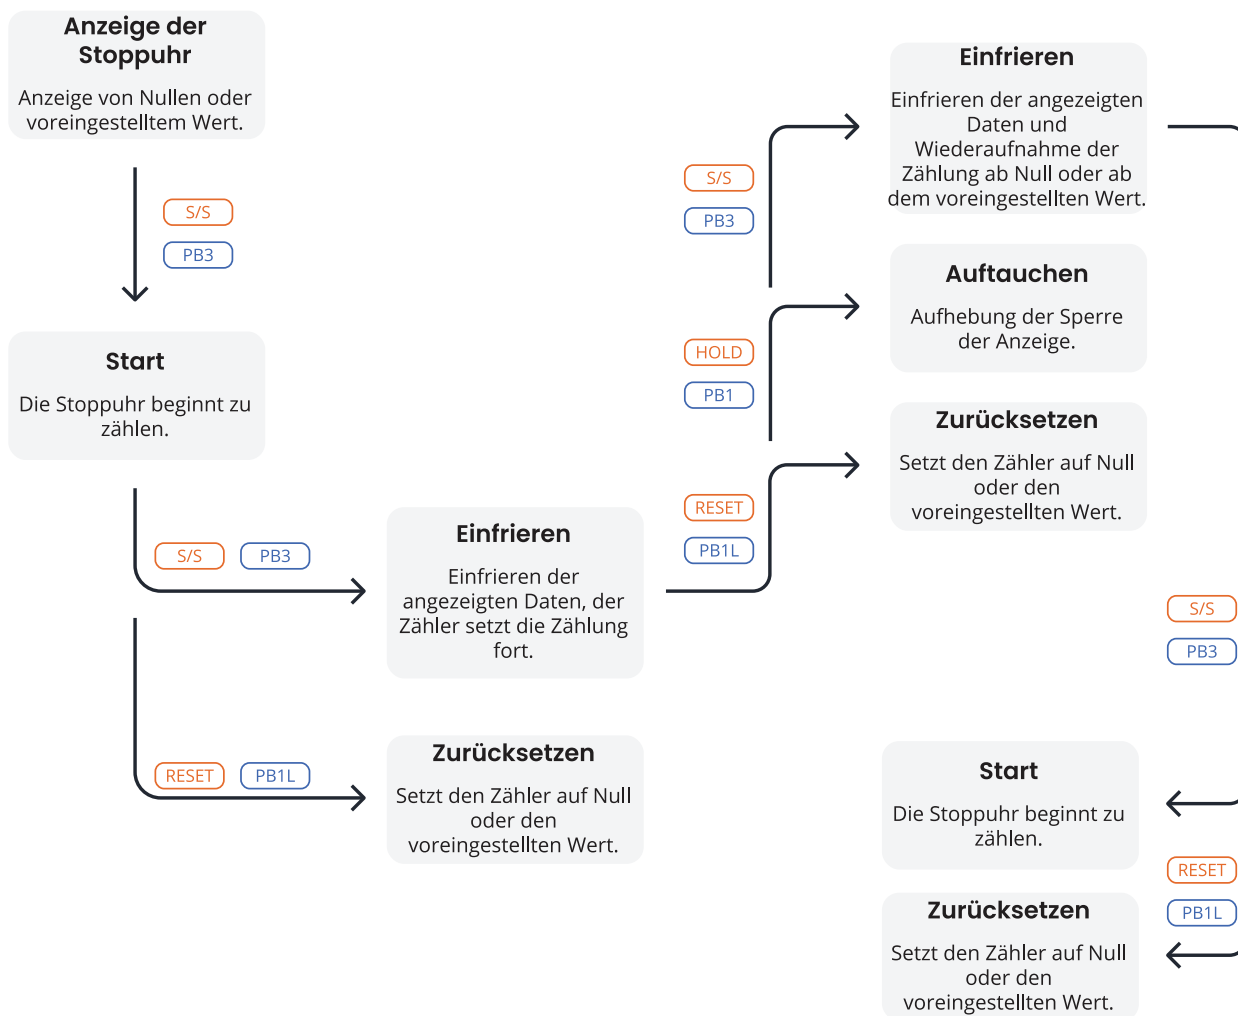 Anzeige der
Stoppuhr
Anzeige von Nullen oder
voreingestelltem Wert.
S/S
PB3
Start
Die Stoppuhr beginnt zu
zählen.
S/S PB3
RESET PB1L
Einfrieren
Einfrieren der
angezeigten Daten, der
Zähler setzt die Zählung
fort.
Zurücksetzen
Setzt den Zähler auf Null
oder den
voreingestellten Wert.
S/S
PB3
HOLD
PB1
RESET
PB1L
Einfrieren
Einfrieren der angezeigten
Daten und
Wiederaufnahme der
Zählung ab Null oder ab
dem voreingestellten Wert.
Auftauchen
Aufhebung der Sperre
der Anzeige.
Zurücksetzen
Setzt den Zähler auf Null
oder den
voreingestellten Wert.
S/S
PB3
Start
Die Stoppuhr beginnt zu
zählen.
RESET
PB1L
Zurücksetzen
Setzt den Zähler auf Null
oder den
voreingestellten Wert.